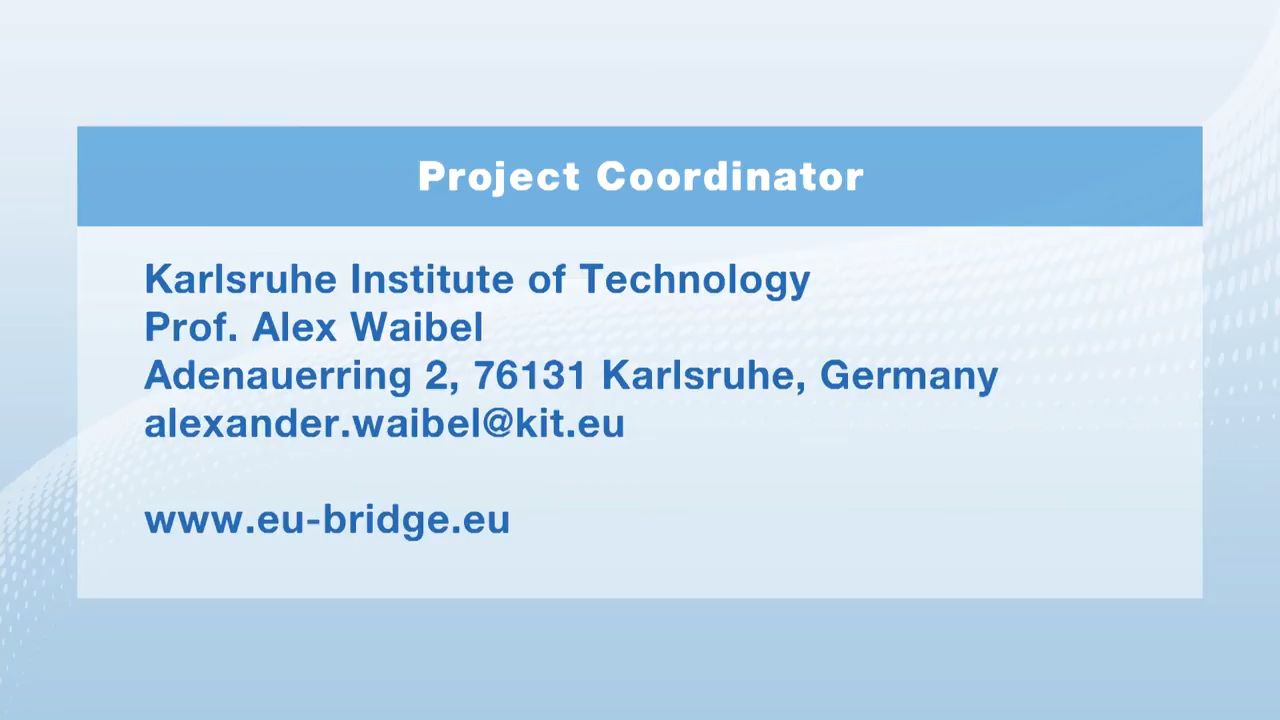 Project Coordinator
Karlsruhe Institute of Technology
Prof. Alex Waibel
Adenauerring 2, 76131 Karlsruhe, Germany
alexander.waibel@kit.eu
www.eu-bridge.eu